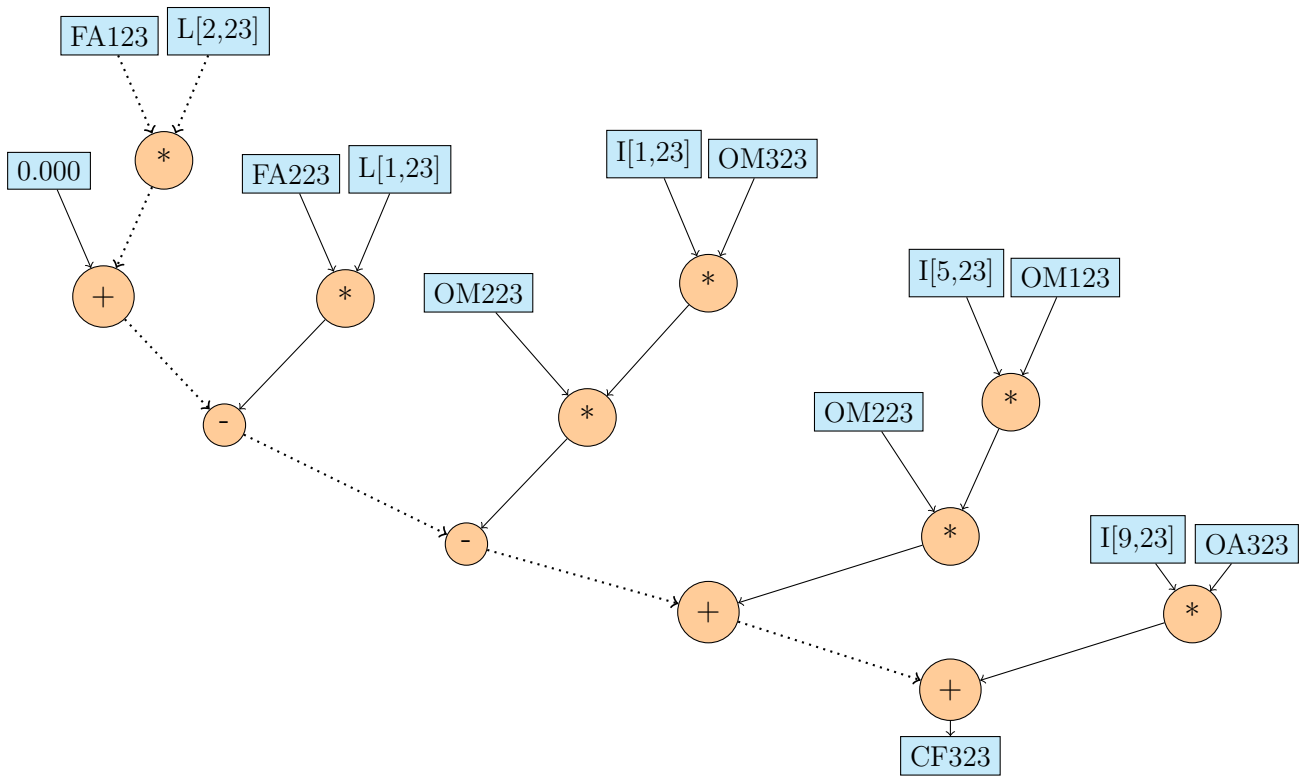 FA123
L[2,23]
*
0.000
FA223
L[1,23]
I[1,23]
OM323
+
*
OM223
*
I[5,23]
OM123
-
*
OM223
*
-
*
I[9,23]
OA323
+
*
+
CF323